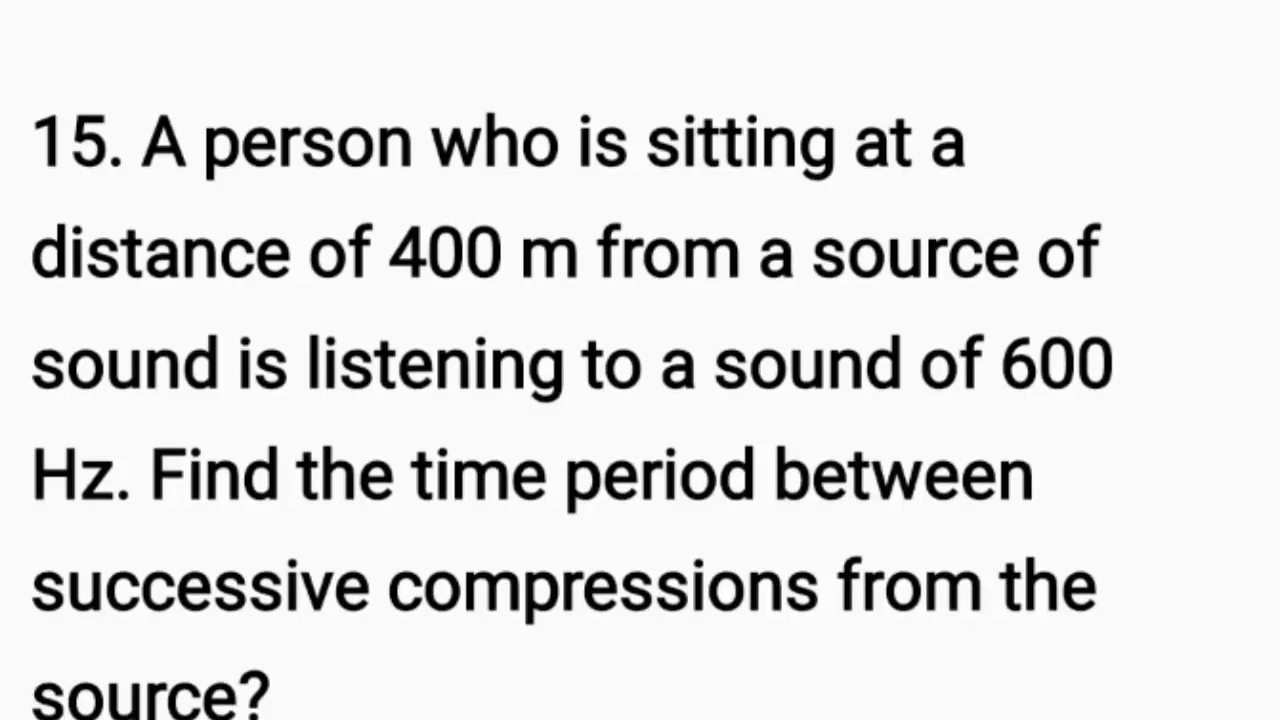 15. A person who is sitting at a
distance of 400 m from a source of
sound is listening to a sound of 600
Hz. Find the time period between
successive compressions from the
source?